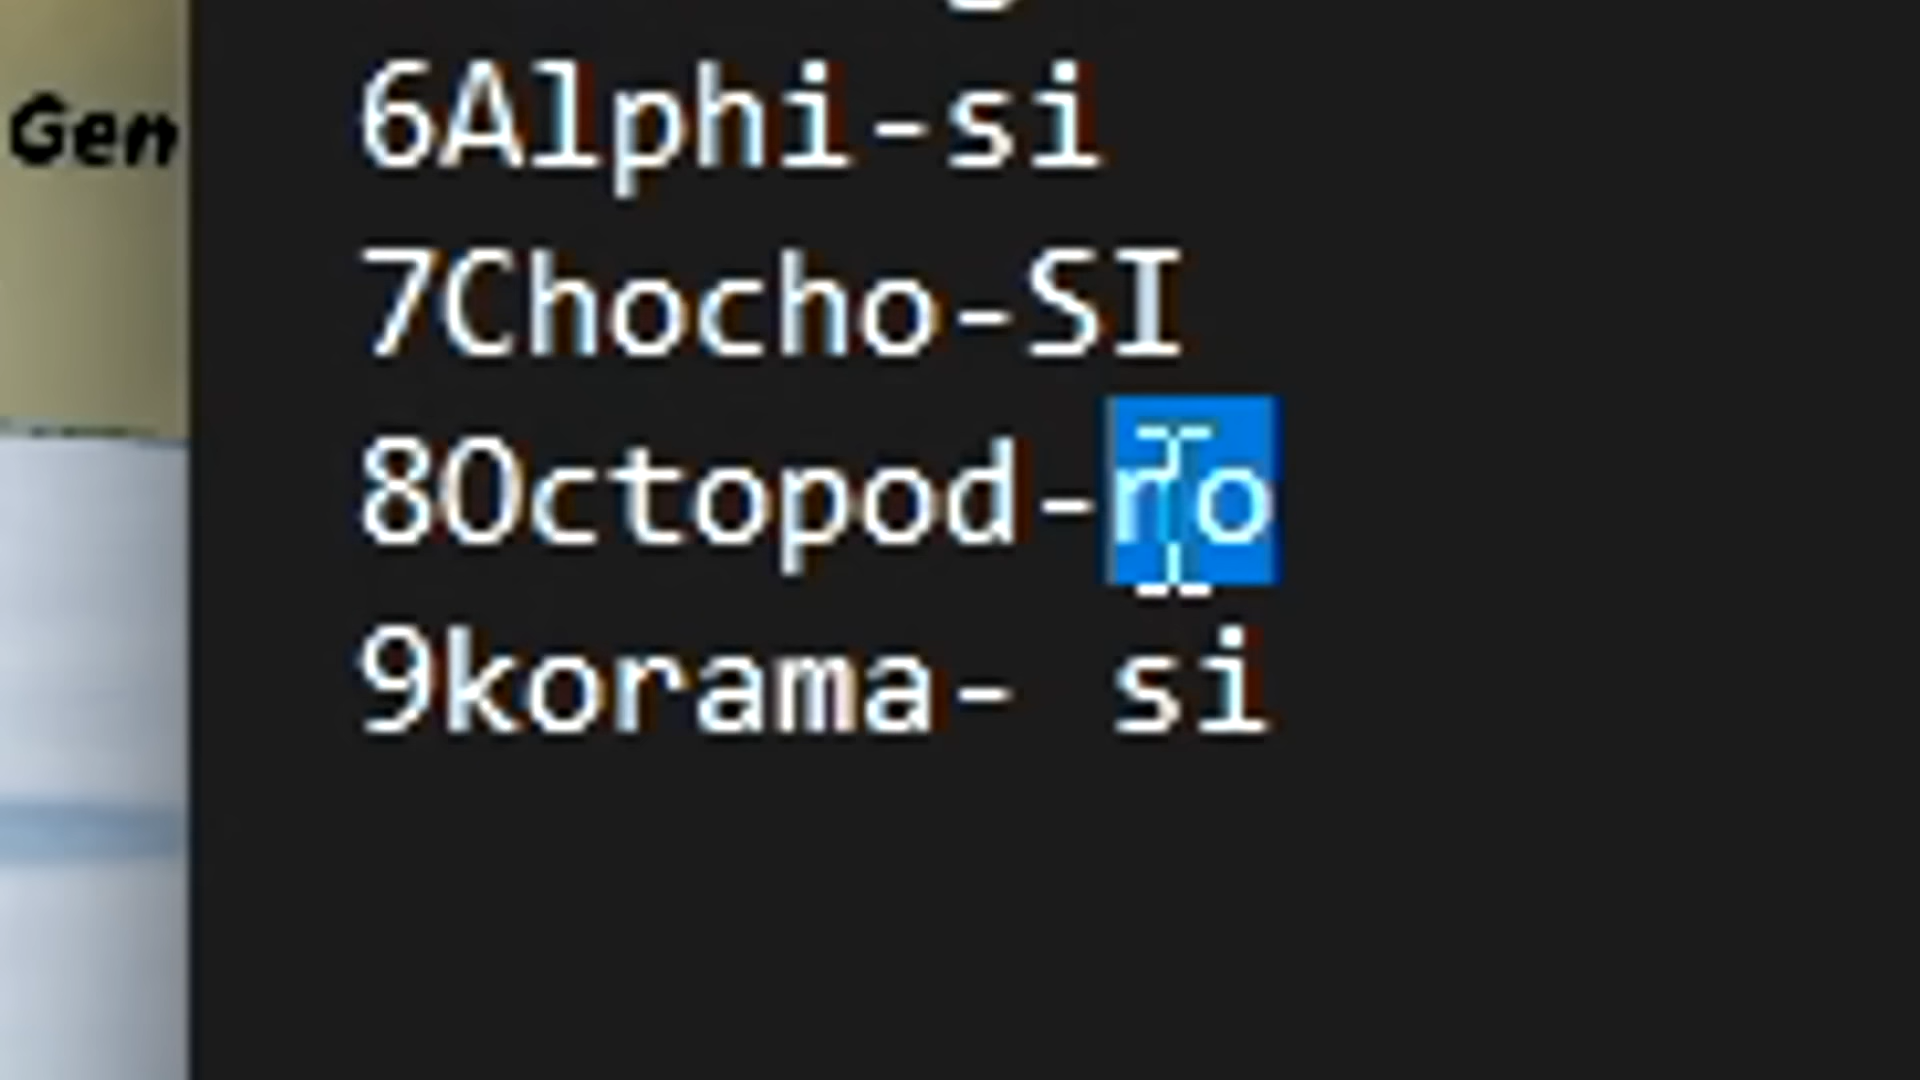 Gen
6Alphi-si
7Chocho-SI
8Octopod-ro
9korama- si